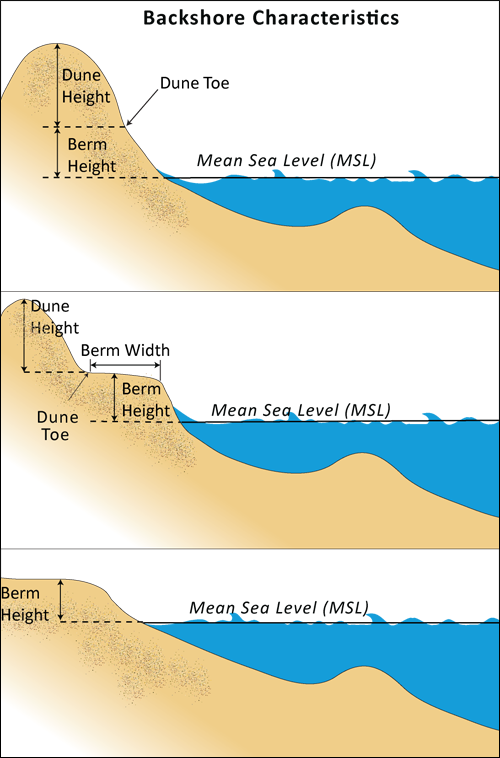 Backshore Characteristics
Dune
Height
Dune Toe
Berm
Height
Mean Sea Level (MSL)
Dune
Height
Berm Width
Berm
Height
Dune
Toe
Mean Sea Level (MSL)
Berm
Height
Mean Sea Level (MSL)